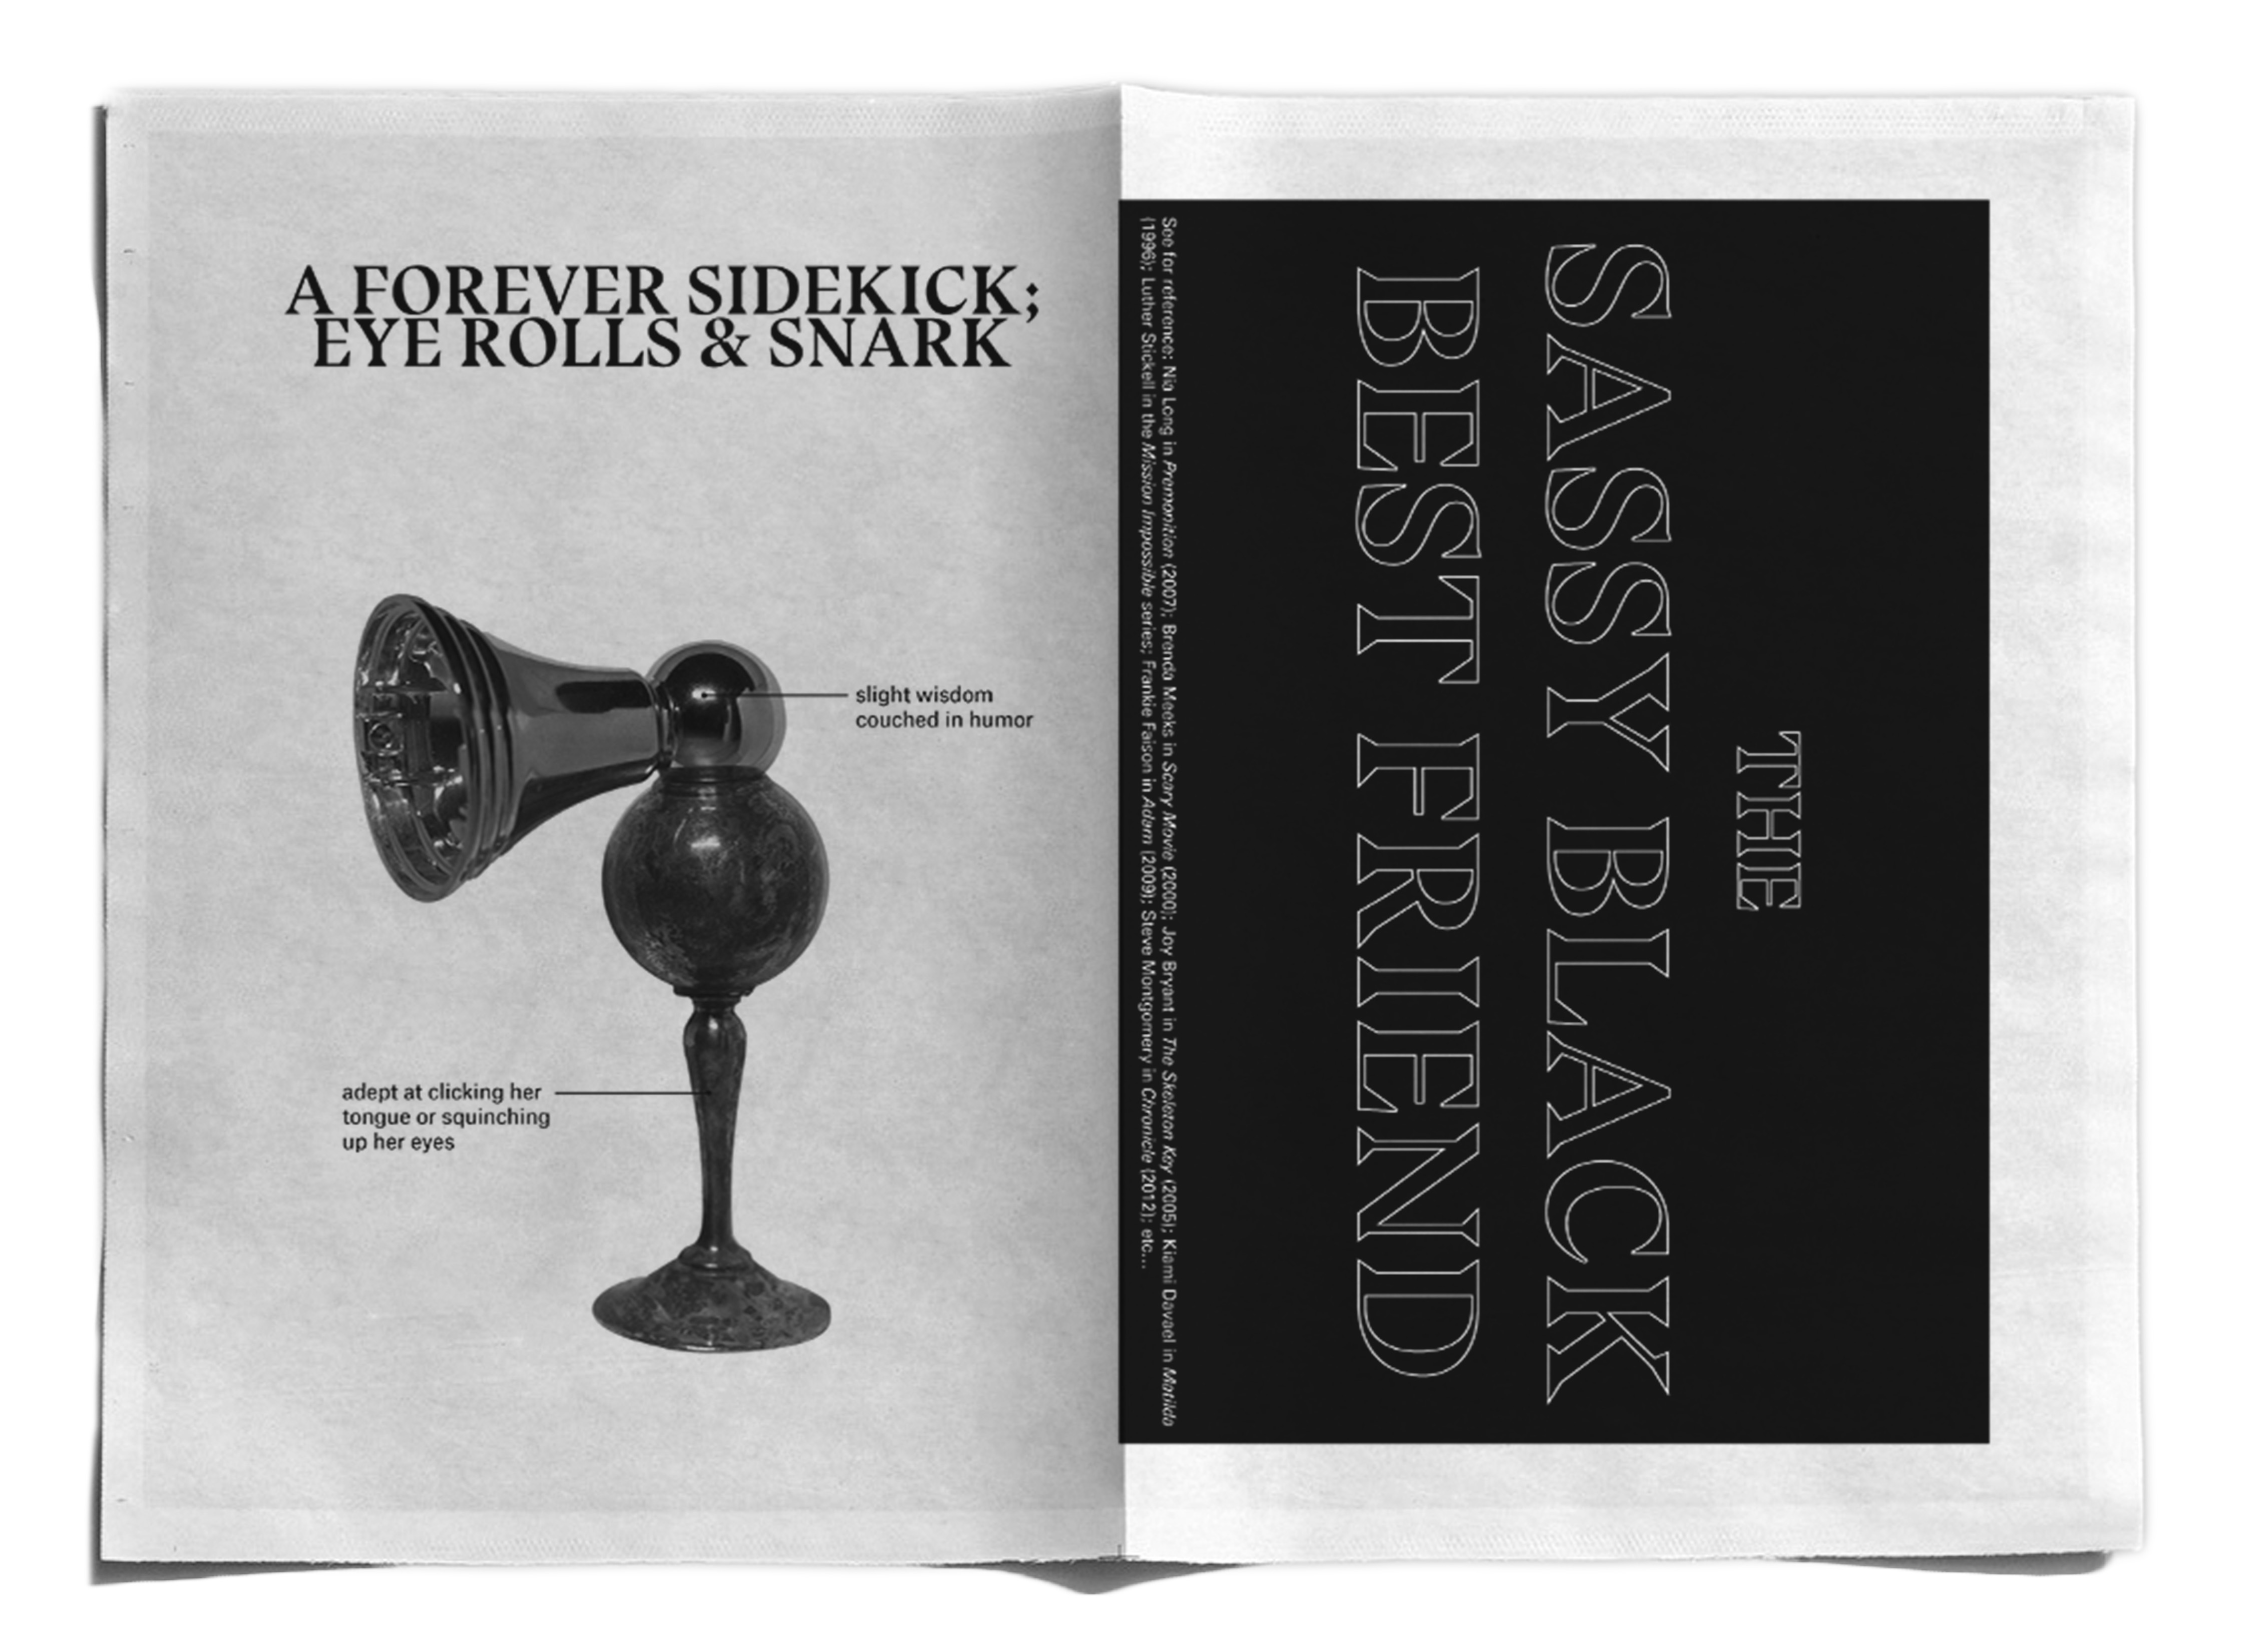 A FOREVER SIDEKICK;
EYE ROLLS & SNARK
slight wisdom
couched in humor
adept at clicking her
tongue or squinching
up her eyes
THE
SASSY BLACK
BEST FRIEND
See for reference: Nia Long in Premonition (2007); Brenda Meeks in Scary Movie (2000); Joy Bryant in The Skeleton Key (2005); Kiami Davael in Matilda
(1996); Luther Stickell in the Mission Impossible series; Frankie Faison in Adam (2009); Steve Montgomery in Chronicle (2012); etc...